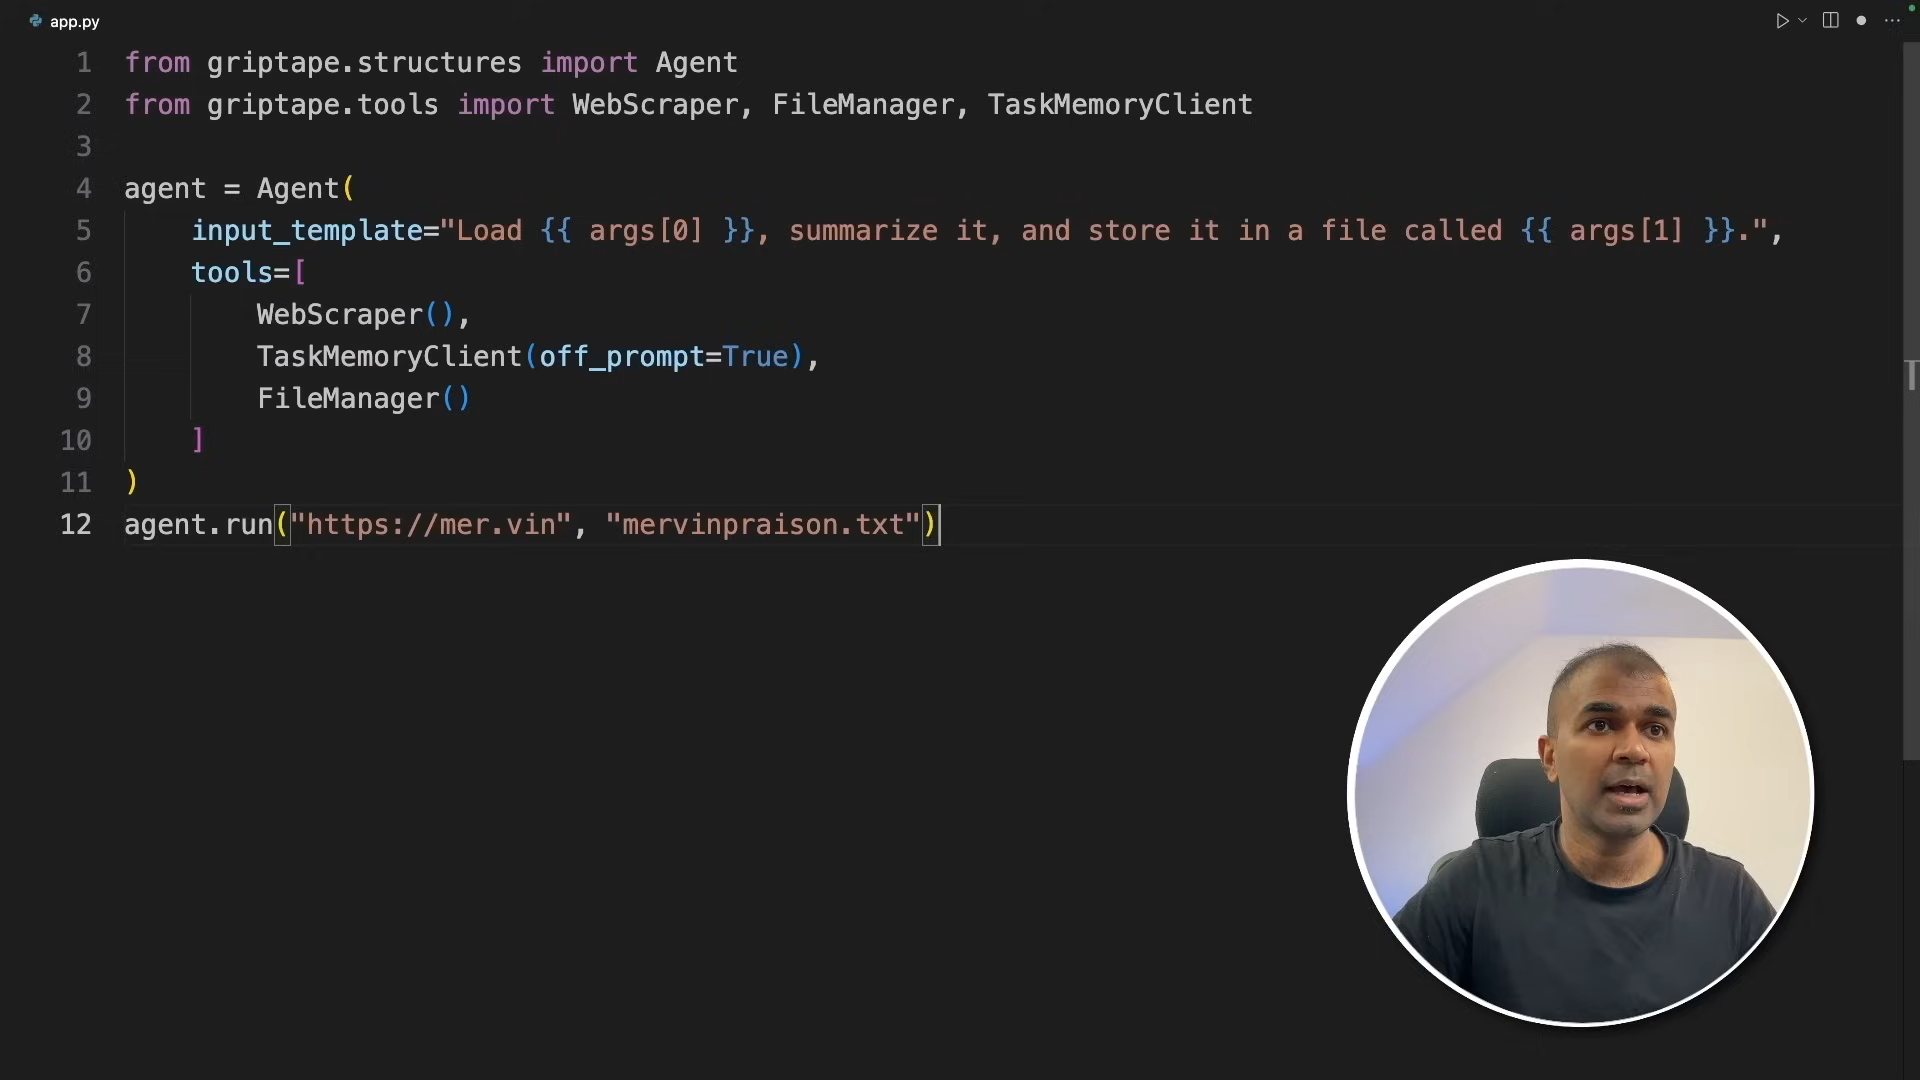 app.py
1 from griptape.structures import Agent
2 from griptape.tools import WebScraper, FileManager, TaskMemoryClient
3
4 agent = Agent(
5 input_template="Load {{ args[0] }}, summarize it, and store it in a file called {{ args[1] }}.",
6 tools=[
7 WebScraper(),
8 TaskMemoryClient(off_prompt=True),
9 FileManager()
10 ]
11 )
12 agent.run("https://mer.vin", "mervinpraison.txt")